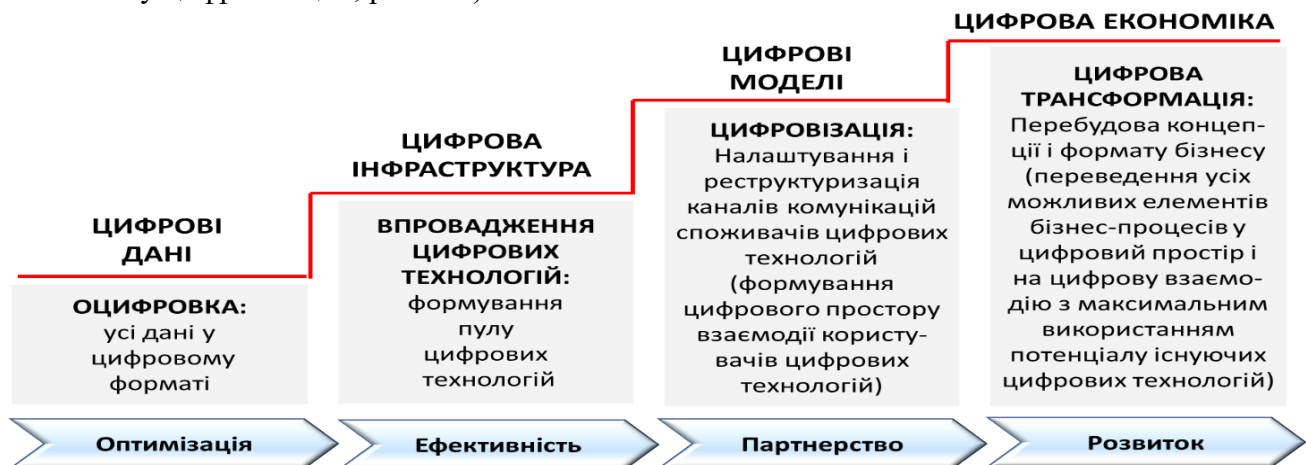 ЦИФРОВІ
ДАНІ
ОЦИФРОВКА:
усі дані у
цифровому
форматі
Оптимізація
ЦИФРОВА
ІНФРАСТРУКТУРА
ВПРОВАДЖЕННЯ
ЦИФРОВИХ
ТЕХНОЛОГІЙ:
формування
пулу
цифрових
технологій
Ефективність
ЦИФРОВІ
МОДЕЛІ
ЦИФРОВІЗАЦІЯ:
Налаштування і
реструктуризація
каналів комунікацій
споживачів цифрових
технологій
(формування
цифрового простору
взаємодії користу-
вачів цифрових
технологій)
Партнерство
ЦИФРОВА ЕКОНОМІКА
ЦИФРОВА
ТРАНСФОРМАЦІЯ:
Перебудова концеп-
ції і формату бізнесу
(переведення усіх
можливих елементів
бізнес-процесів у
цифровий простір і
на цифрову взаємо-
дію з максимальним
використанням
потенціалу існуючих
цифрових технологій)
Розвиток